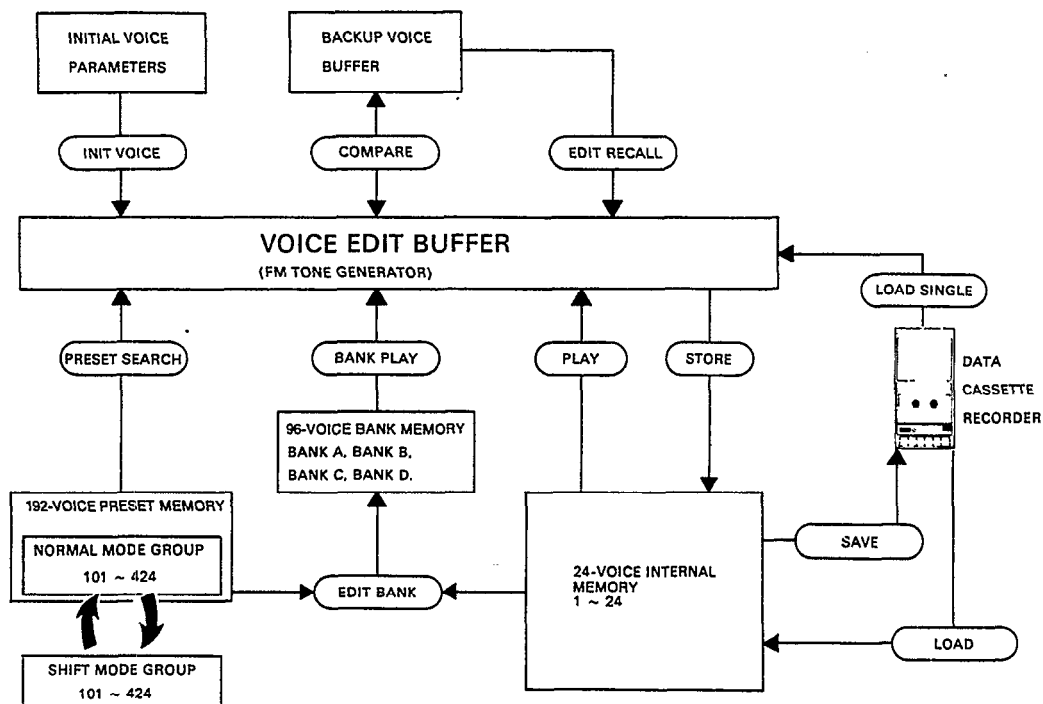 INITIAL VOICE
PARAMETERS
BACKUP VOICE
BUFFER
INIT VOICE
COMPARE
EDIT RECALL
VOICE EDIT BUFFER
(FM TONE GENERATOR)
LOAD SINGLE
PRESET SEARCH
BANK PLAY
PLAY
STORE
DATA
CASSETTE
RECORDER
96-VOICE BANK MEMORY
BANK A, BANK B,
BANK C, BANK D.
192-VOICE PRESET MEMORY
NORMAL MODE GROUP
101 ~ 424
EDIT BANK
24-VOICE INTERNAL
MEMORY
1 ~ 24
SAVE
LOAD
SHIFT MODE GROUP
101 ~ 424